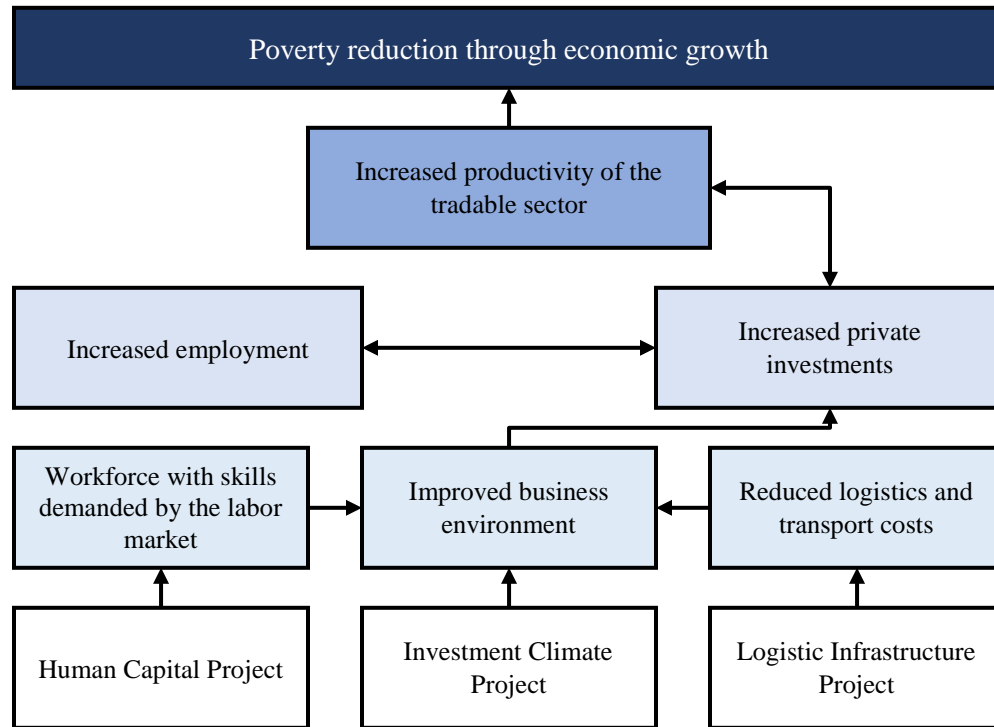 Poverty reduction through economic growth
Increased productivity of the
tradable sector
Increased employment
Increased private
investments
Workforce with skills
demanded by the labor
market
Improved business
environment
Reduced logistics and
transport costs
Human Capital Project
Investment Climate
Project
Logistic Infrastructure
Project